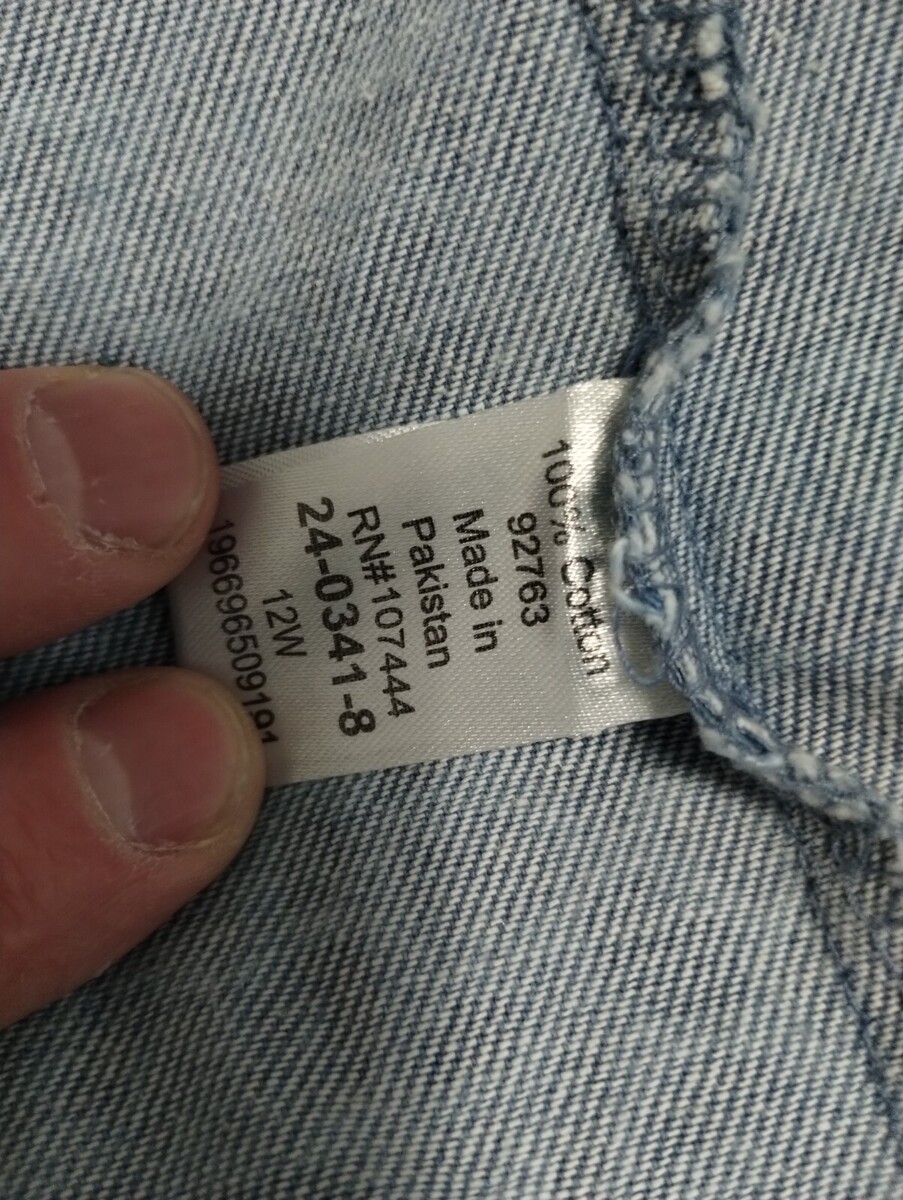 100% Cotton
92763
Made in
Pakistan
RN#107444
24-0341-8
12W
196696509191